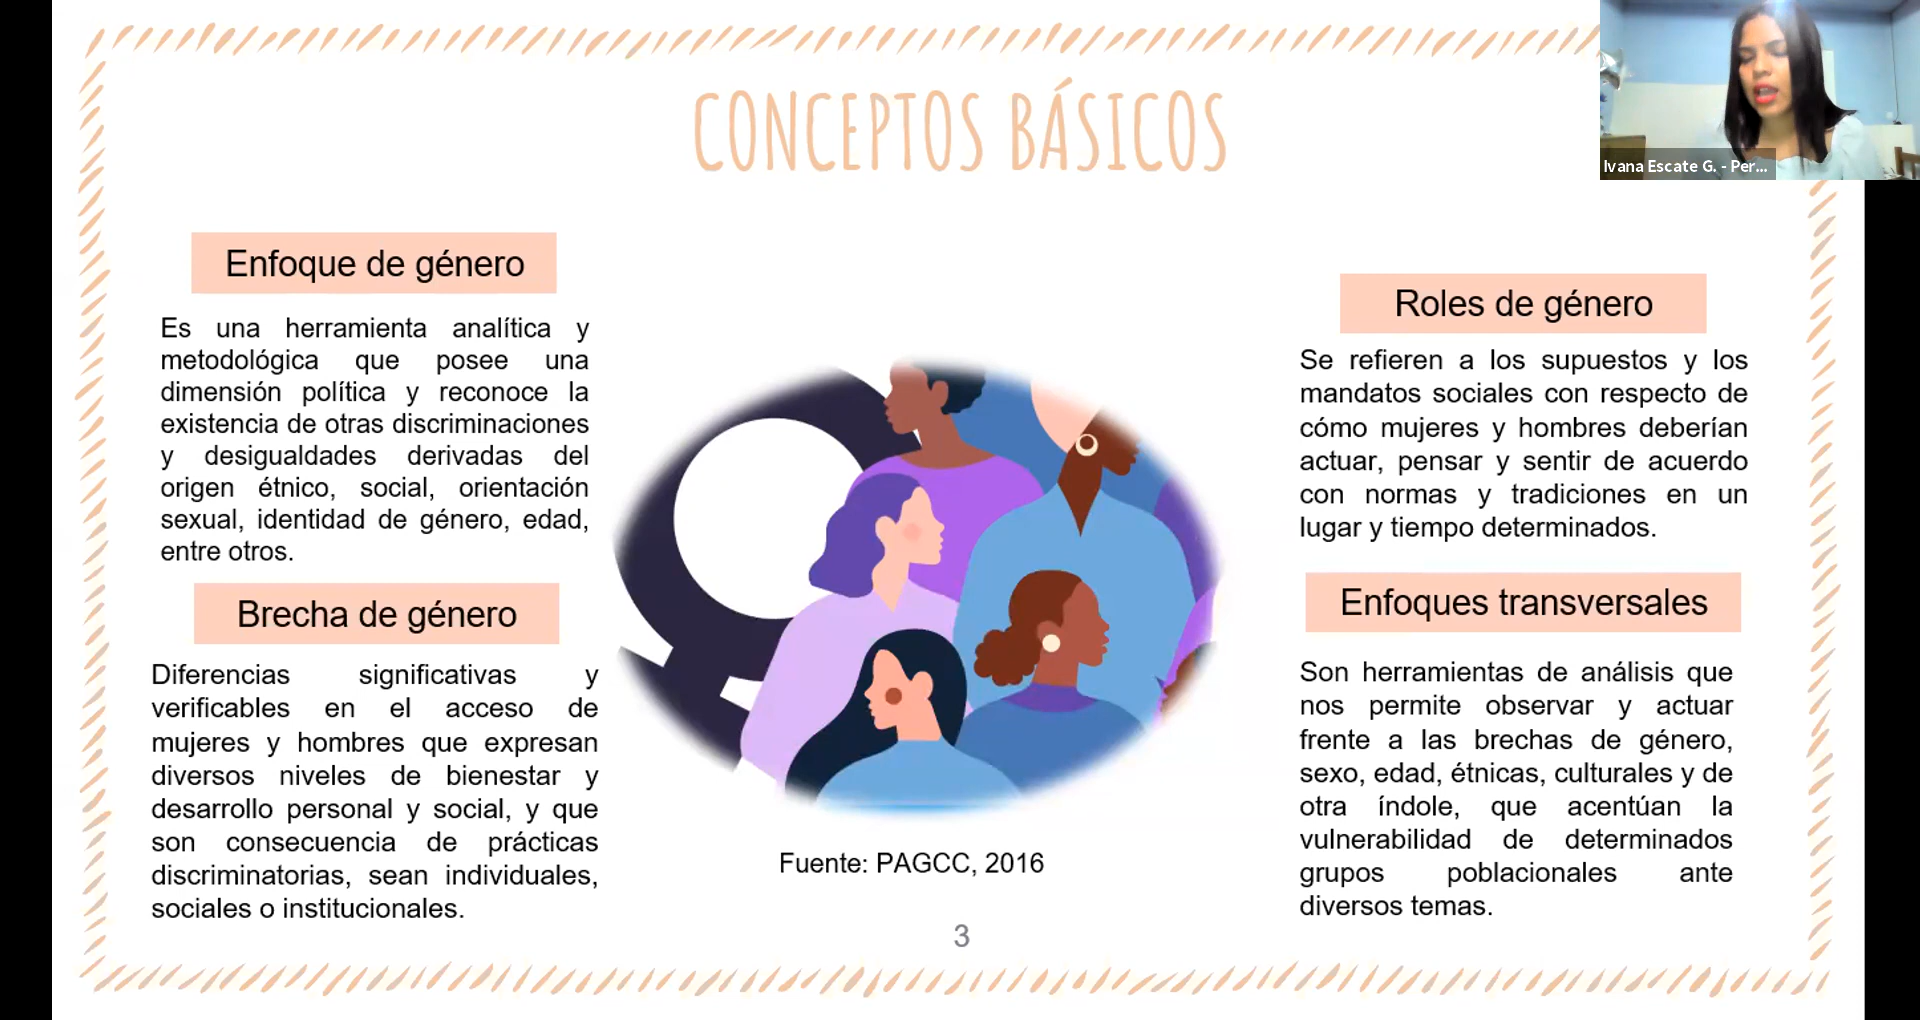 CONCEPTOS BÁSICOS
Ivana Escate G. - Per...
Enfoque de género
Es una herramienta analítica y
metodológica que posee una
dimensión política y reconoce la
existencia de otras discriminaciones
y desigualdades derivadas del
origen étnico, social, orientación
sexual, identidad de género, edad,
entre otros.
Brecha de género
Diferencias significativas y
verificables en el acceso de
mujeres y hombres que expresan
diversos niveles de bienestar y
desarrollo personal y social, y que
son consecuencia de prácticas
discriminatorias, sean individuales,
sociales o institucionales.
Fuente: PAGCC, 2016
3
Roles de género
Se refieren a los supuestos y los
mandatos sociales con respecto de
cómo mujeres y hombres deberían
actuar, pensar y sentir de acuerdo
con normas y tradiciones en un
lugar y tiempo determinados.
Enfoques transversales
Son herramientas de análisis que
nos permite observar y actuar
frente a las brechas de género,
sexo, edad, étnicas, culturales y de
otra índole, que acentúan la
vulnerabilidad de determinados
grupos poblacionales ante
diversos temas.